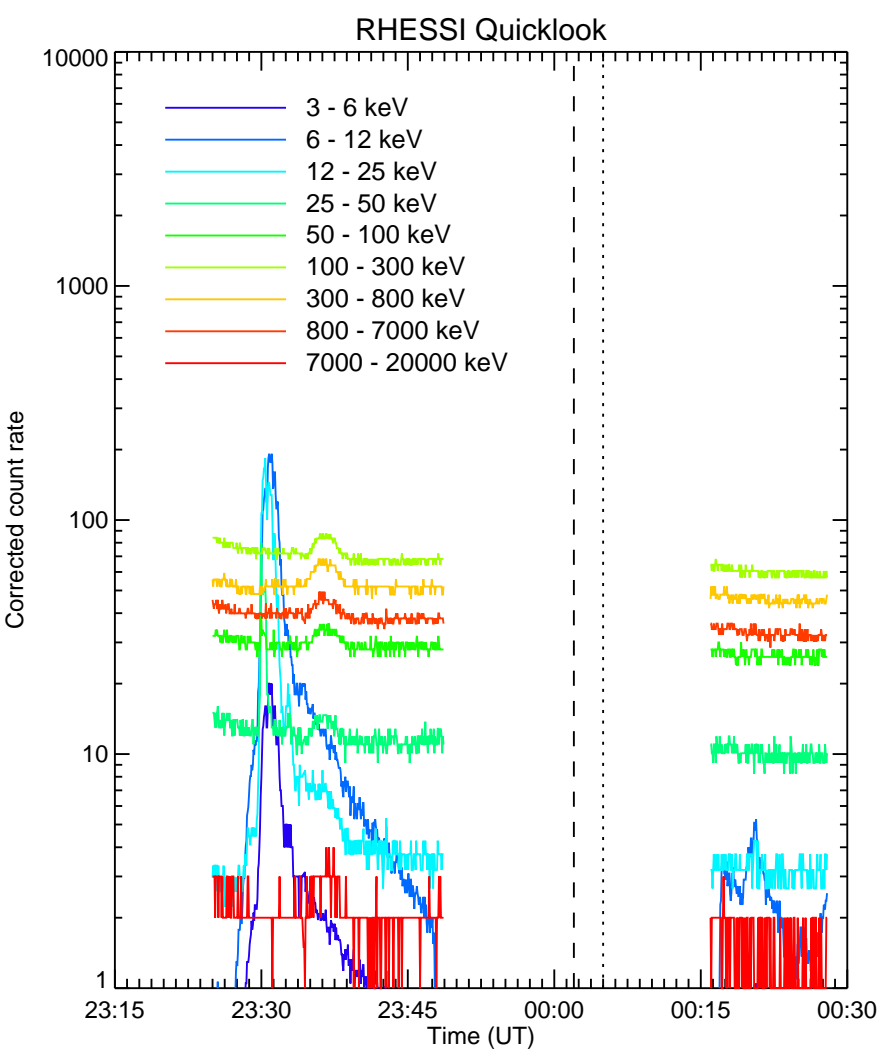 RHESSI Quicklook
10000
1000
100
10
1
Corrected count rate
3 - 6 keV
6 - 12 keV
12 - 25 keV
25 - 50 keV
50 - 100 keV
100 - 300 keV
300 - 800 keV
800 - 7000 keV
7000 - 20000 keV
23:15 23:30 23:45 00:00 00:15 00:30
Time (UT)